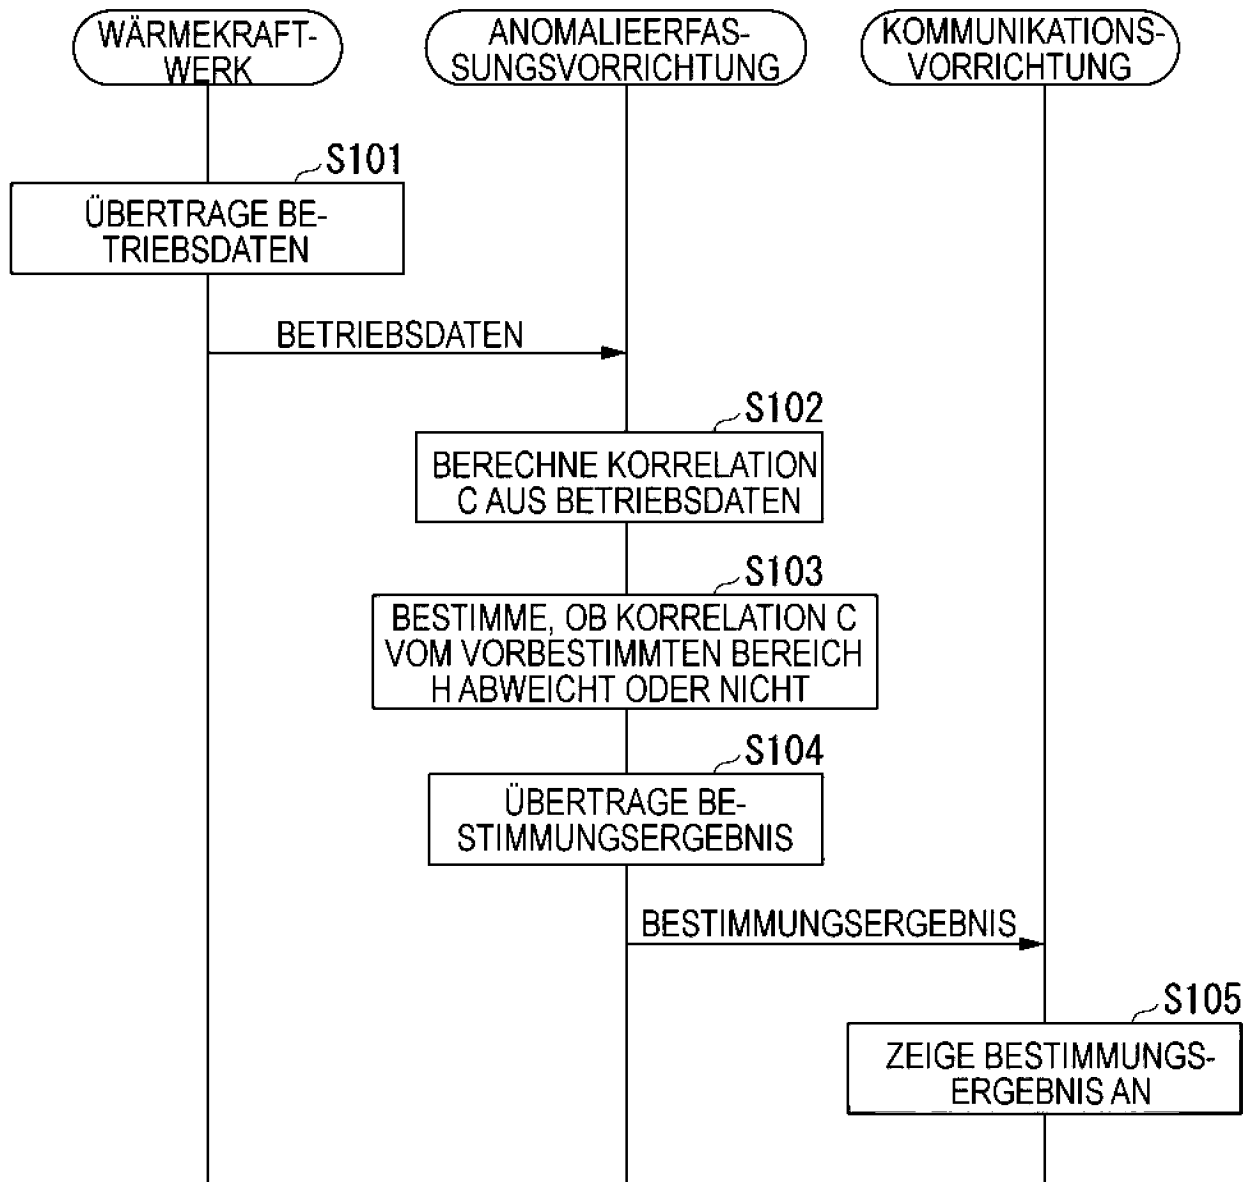 WÄRMEKRAFT-
WERK
ANOMALIEERFAS-
SUNGSVORRICHTUNG
KOMMUNIKATIONS-
VORRICHTUNG
S101
ÜBERTRAGE BE-
TRIEBSDATEN
BETRIEBSDATEN
S102
BERECHNE KORRELATION
C AUS BETRIEBSDATEN
S103
BESTIMME, OB KORRELATION C
VOM VORBESTIMMTEN BEREICH
H ABWEICHT ODER NICHT
S104
ÜBERTRAGE BE-
STIMMUNGSERGEBNIS
BESTIMMUNGSERGEBNIS
S105
ZEIGE BESTIMMUNGS-
ERGEBNIS AN